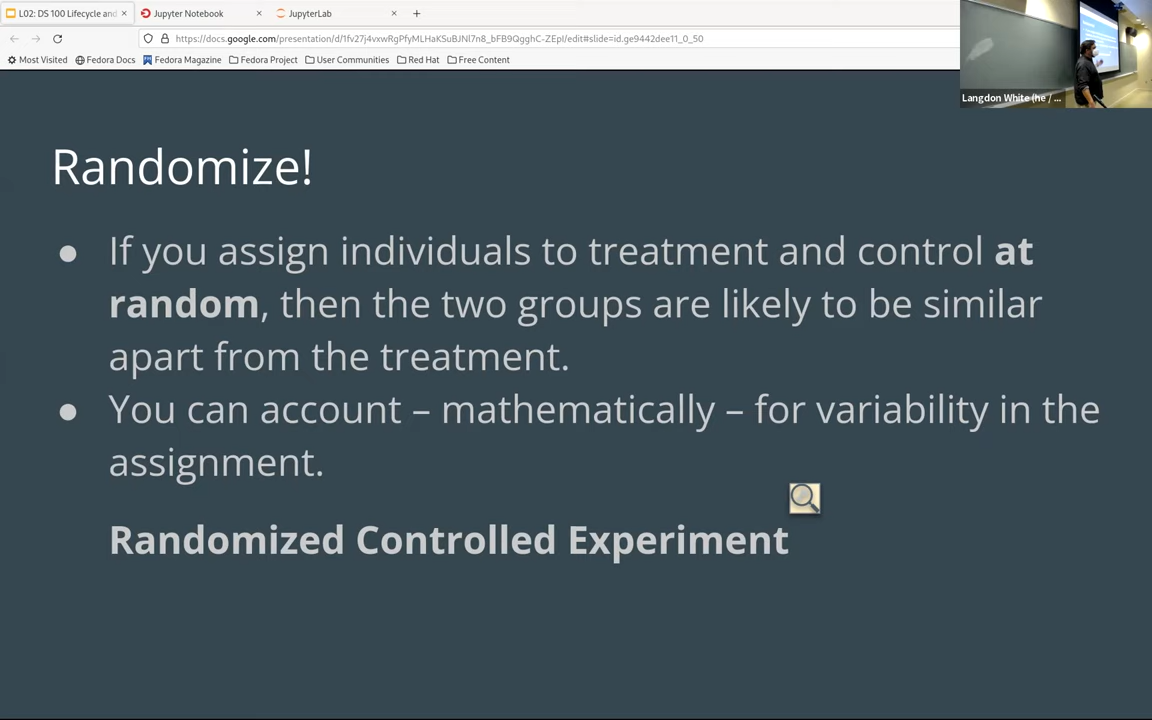 L02: DS 100 Lifecycle and
Jupyter Notebook
JupyterLab
https://docs.google.com/presentation/d/1fv27j4vxwRgPfyMLHaKSuBJNI7n8_bFB9QgghC-ZEpI/edit#slide=id.ge9442dee11_0_50
Most Visited
Fedora Docs
Fedora Magazine
Fedora Project
User Communities
Red Hat
Free Content
Langdon White (he / ...
Randomize!
● If you assign individuals to treatment and control at
random, then the two groups are likely to be similar
apart from the treatment.
● You can account – mathematically – for variability in the
assignment.
Randomized Controlled Experiment